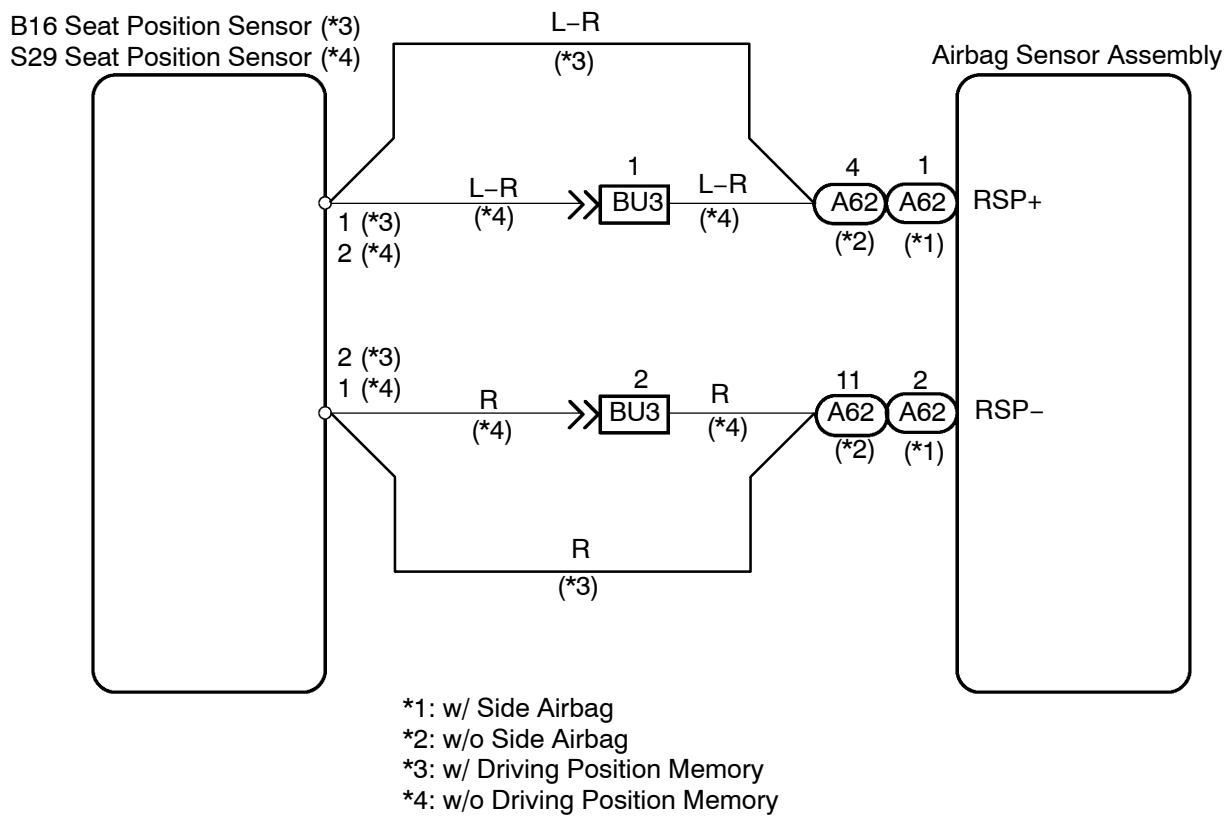 B16 Seat Position Sensor (*3)
S29 Seat Position Sensor (*4)
L–R
(*3)
Airbag Sensor Assembly
1 (*3)
2 (*4)
L–R
(*4)
1
BU3
L–R
(*4)
4
A62
(*2)
1
A62
(*1)
RSP+
2 (*3)
1 (*4)
R
(*4)
2
BU3
R
(*4)
11
A62
(*2)
2
A62
(*1)
RSP–
R
(*3)
*1: w/ Side Airbag
*2: w/o Side Airbag
*3: w/ Driving Position Memory
*4: w/o Driving Position Memory